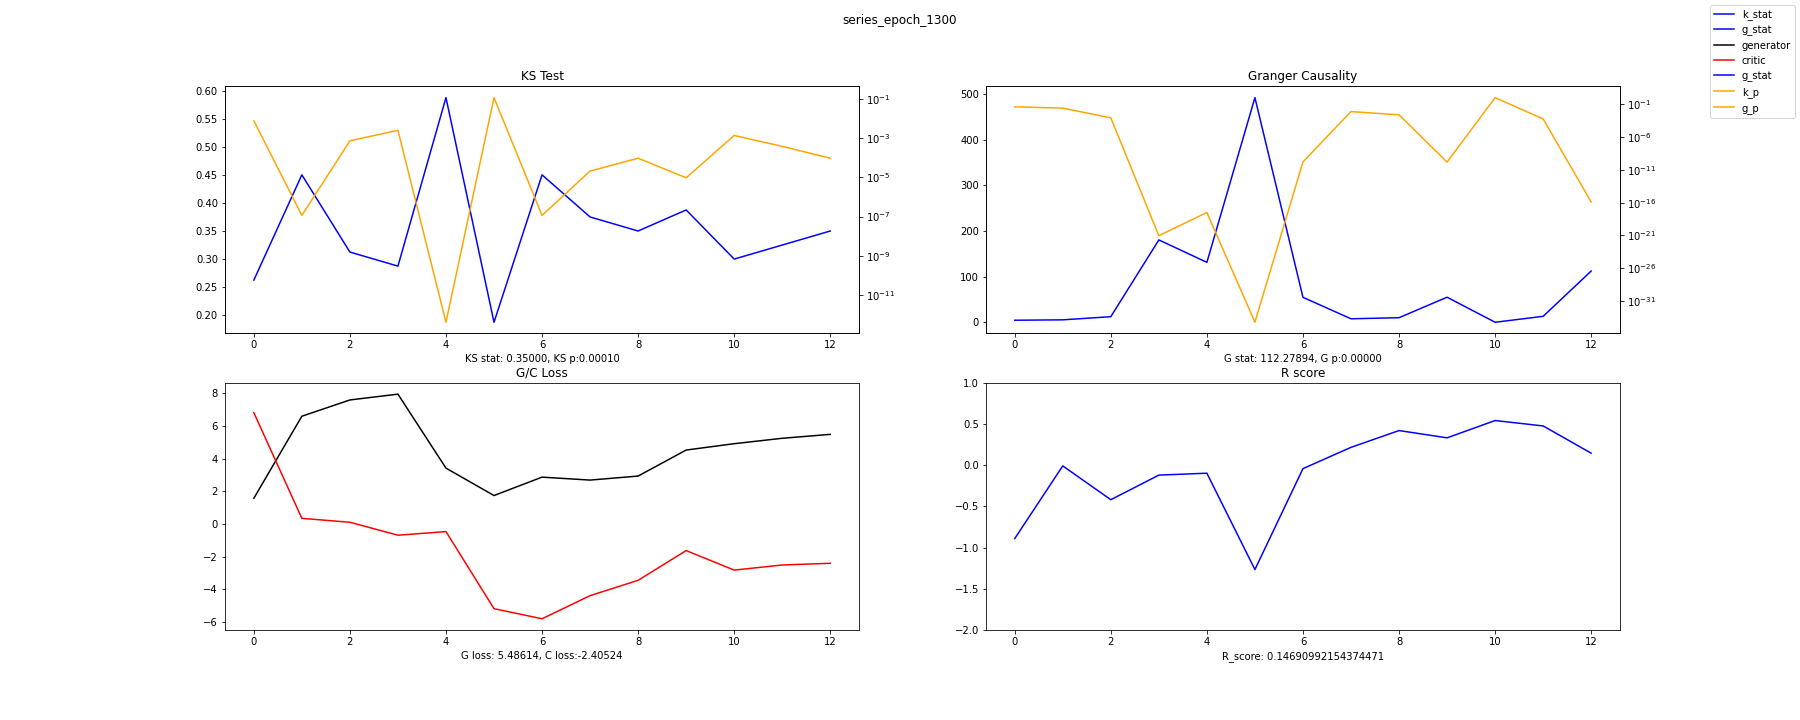 series_epoch_1300
k_stat
g_stat
generator
critic
g_stat
k_p
g_p
KS Test
0.60
0.55
0.50
0.45
0.40
0.35
0.30
0.25
0.20
10⁻¹
10⁻³
10⁻⁵
10⁻⁷
10⁻⁹
10⁻¹¹
0 2 4 6 8 10 12
KS stat: 0.35000, KS p:0.00010
Granger Causality
500
400
300
200
100
0
10⁻¹
10⁻⁶
10⁻¹¹
10⁻¹⁶
10⁻²¹
10⁻²⁶
10⁻³¹
0 2 4 6 8 10 12
G stat: 112.27894, G p:0.00000
G/C Loss
8
6
4
2
0
−2
−4
−6
0 2 4 6 8 10 12
G loss: 5.48614, C loss:-2.40524
R score
1.0
0.5
0.0
−0.5
−1.0
−1.5
−2.0
0 2 4 6 8 10 12
R_score: 0.14690992154374471